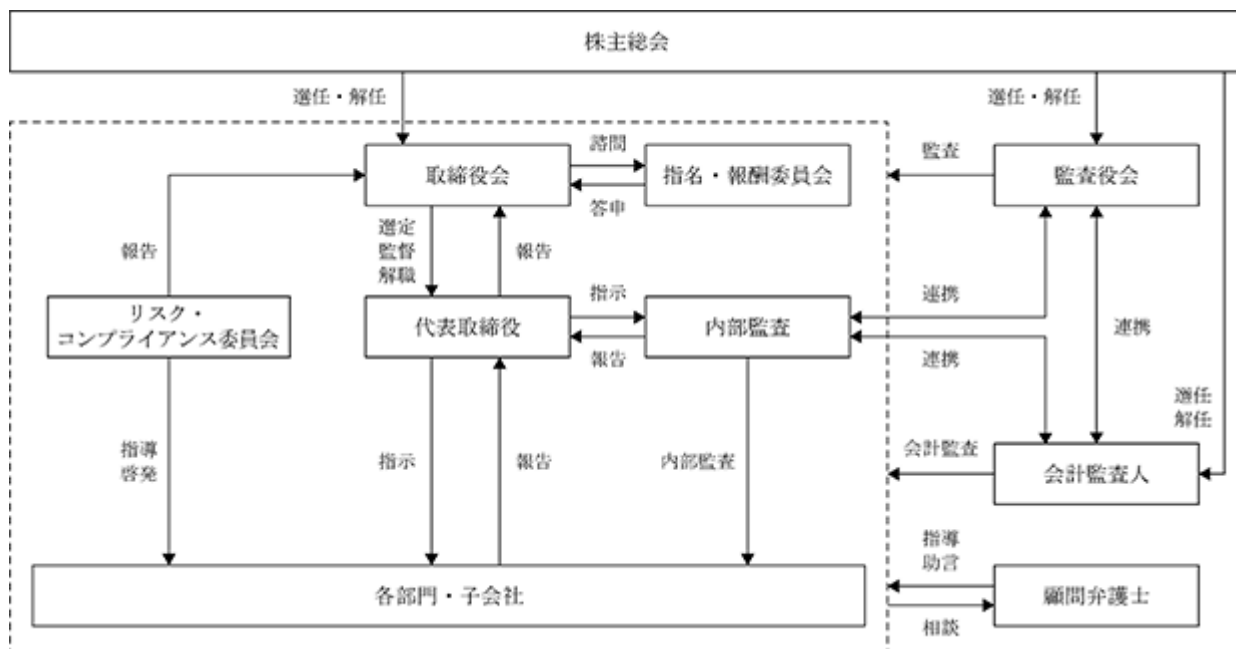 株主総会
選任・解任
選任・解任
取締役会
諮問
答申
指名・報酬委員会
監査
監査役会
報告
選定
監督
解職
報告
リスク・
コンプライアンス委員会
代表取締役
指示
報告
内部監査
連携
連携
連携
選任
解任
指導
啓発
指示
報告
内部監査
会計監査
会計監査人
各部門・子会社
指導
助言
相談
顧問弁護士